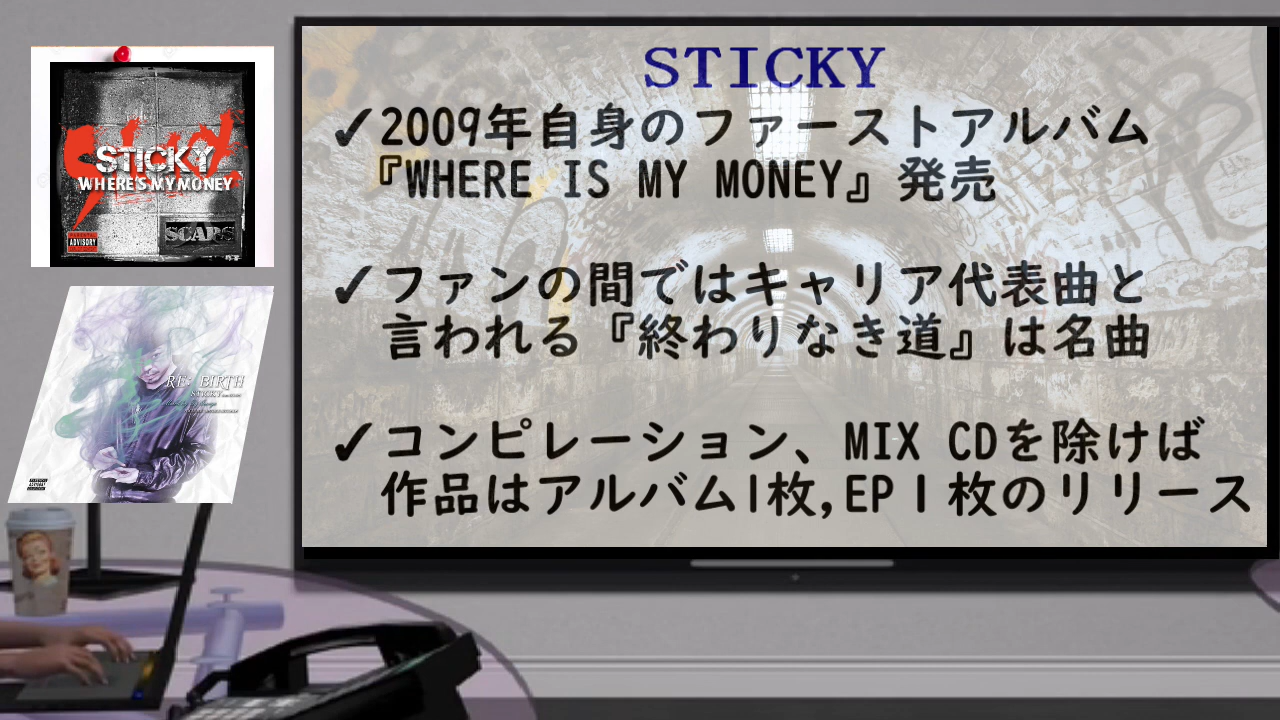 STICKY
✓2009年自身のファーストアルバム
『WHERE IS MY MONEY』発売
✓ファンの間ではキャリア代表曲と
言われる『終わりなき道』は名曲
✓コンピレーション、MIX CDを除けば
作品はアルバム1枚,EP１枚のリリース
STICKY
WHERE'S MY MONEY
ADVISORY
SCARS
RE: BIRTH
STICKY